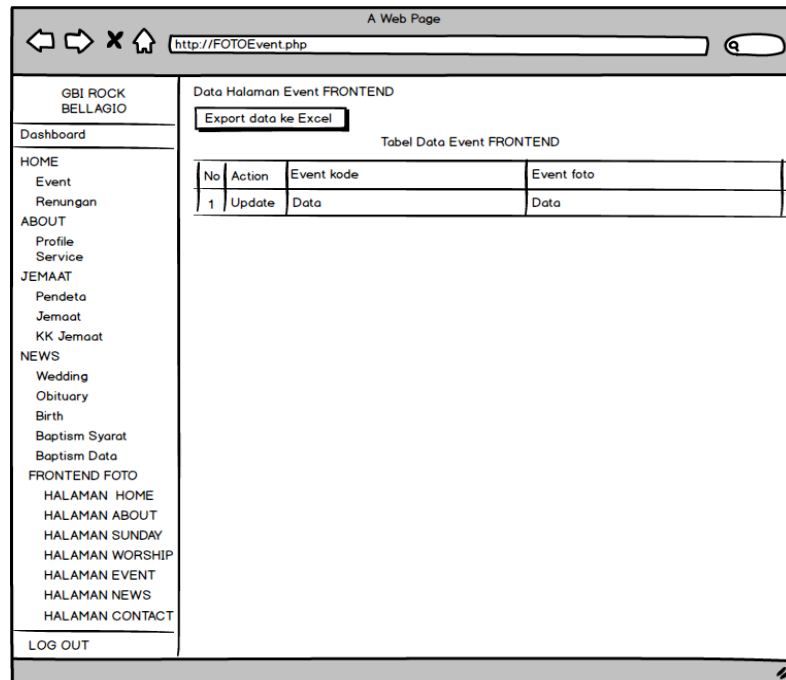 A Web Page
http://FOTOEvent.php
GBI ROCK
BELLAGIO
Dashboard
HOME
Event
Renungan
ABOUT
Profile
Service
JEMAAT
Pendeta
Jemaat
KK Jemaat
NEWS
Wedding
Obituary
Birth
Baptism Syarat
Baptism Data
FRONTEND FOTO
HALAMAN HOME
HALAMAN ABOUT
HALAMAN SUNDAY
HALAMAN WORSHIP
HALAMAN EVENT
HALAMAN NEWS
HALAMAN CONTACT
LOG OUT
Data Halaman Event FRONTEND
Export data ke Excel
Tabel Data Event FRONTEND
No Action Event kode Event foto
1 Update Data Data